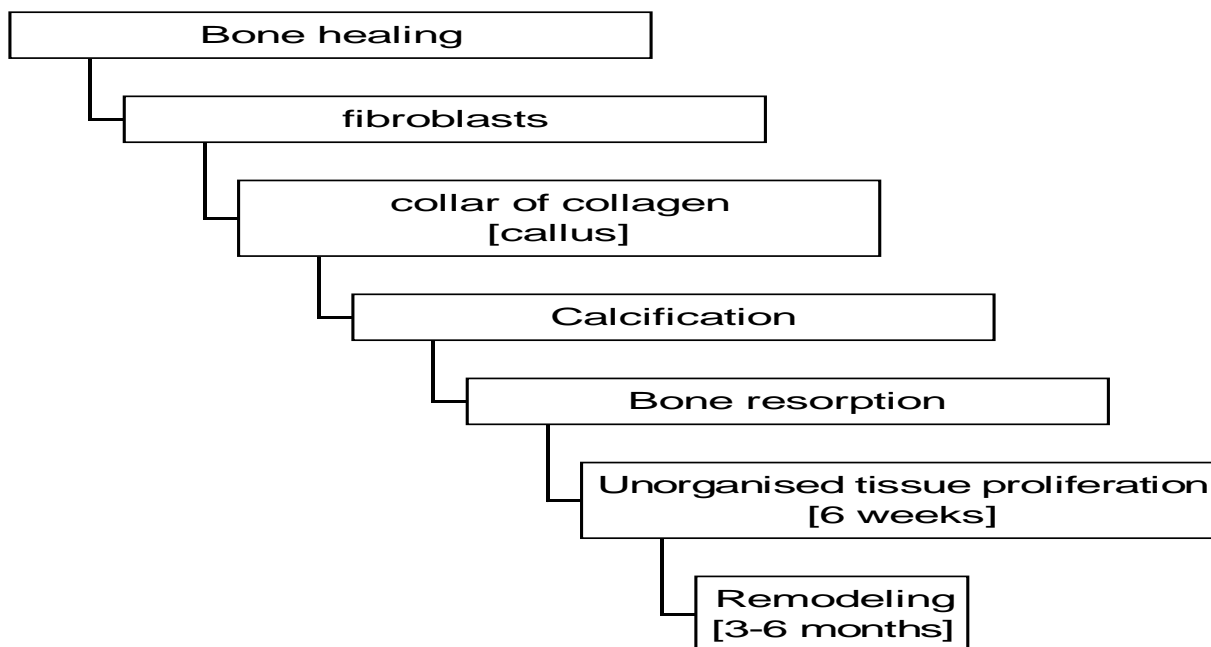 Bone healing
fibroblasts
collar of collagen
[callus]
Calcification
Bone resorption
Unorganised tissue proliferation
[6 weeks]
Remodeling
[3-6 months]